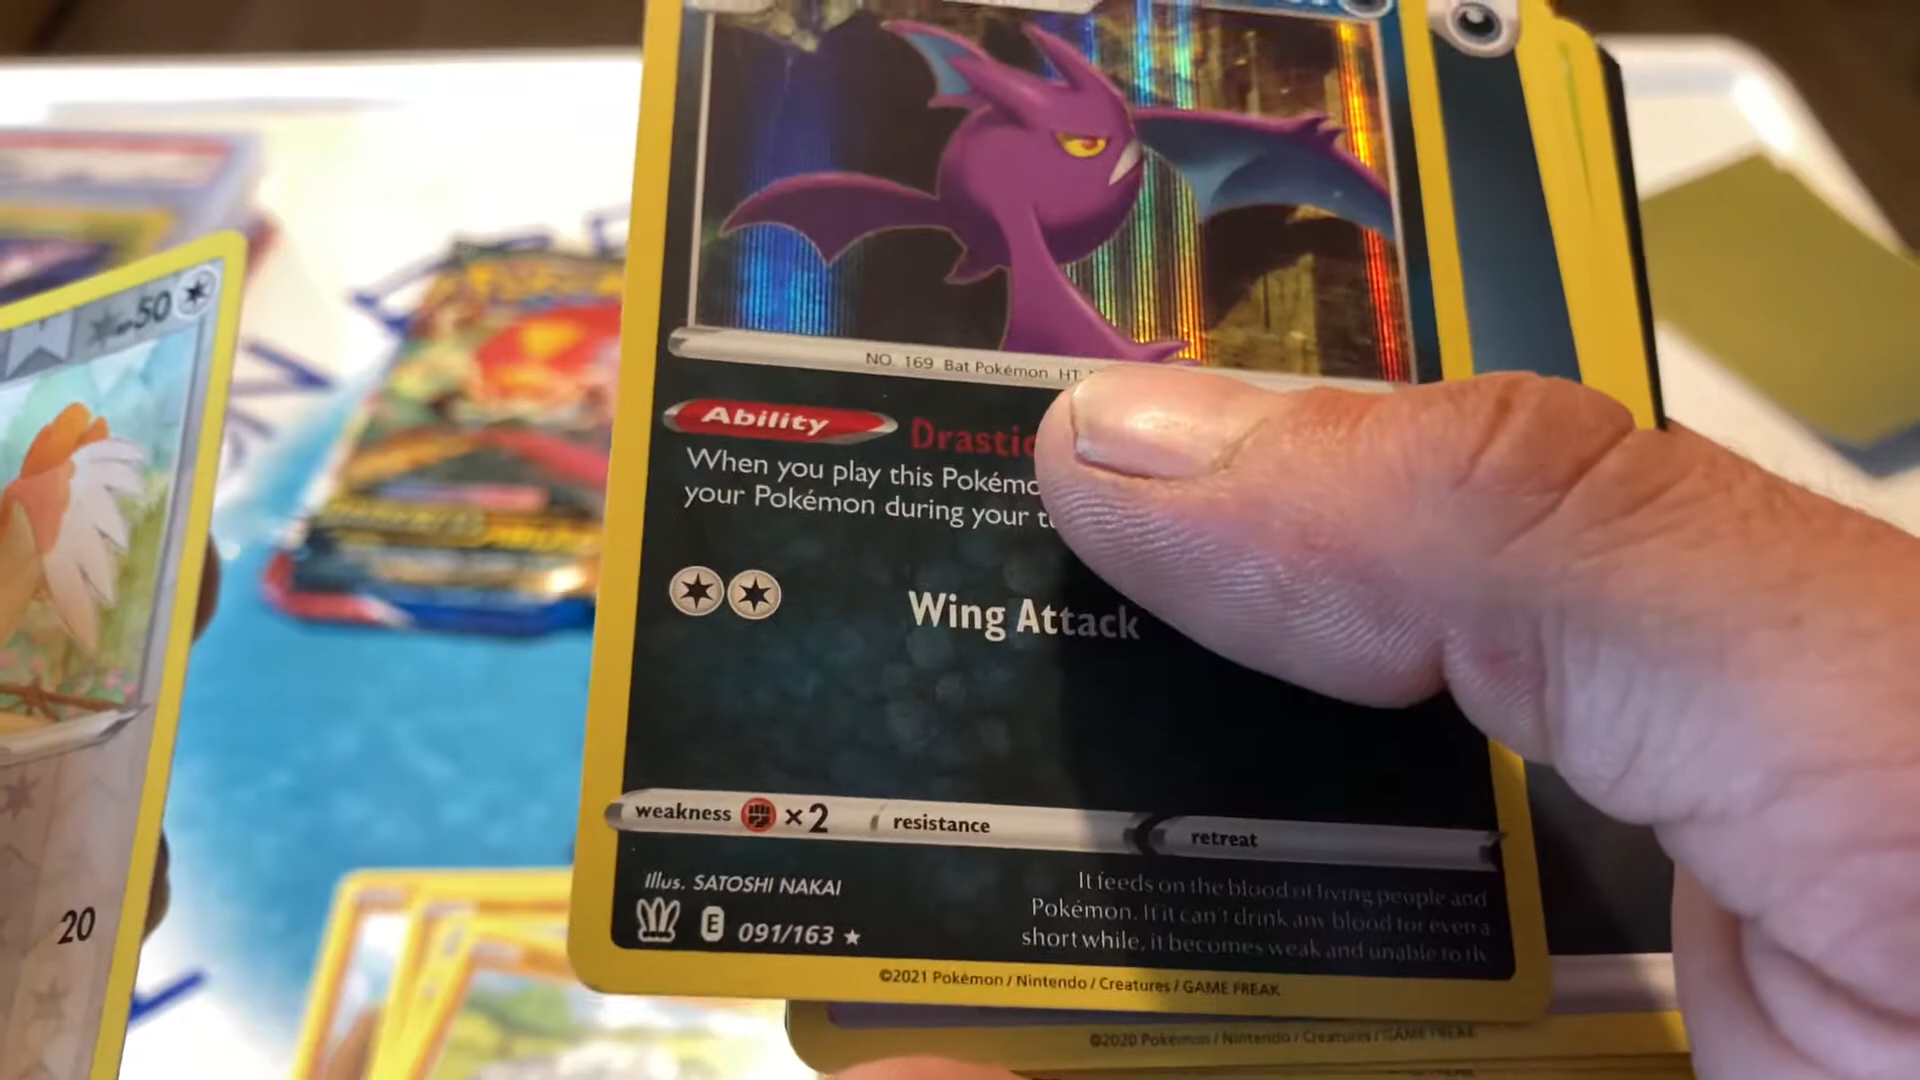 50
NO. 169 Bat Pokémon HT
Ability Drastic
When you play this Pokémo
your Pokémon during your t
Wing Attack
weakness ×2 resistance retreat
Illus. SATOSHI NAKAI
E 091/163 ★
It feeds on the blood of living people and
Pokémon. If it can't drink any blood for even a
short while, it becomes weak and unable to
©2021 Pokémon / Nintendo / Creatures / GAME FREAK
©2020 Pokémon / Nintendo / Creatures / GAME FREAK
20